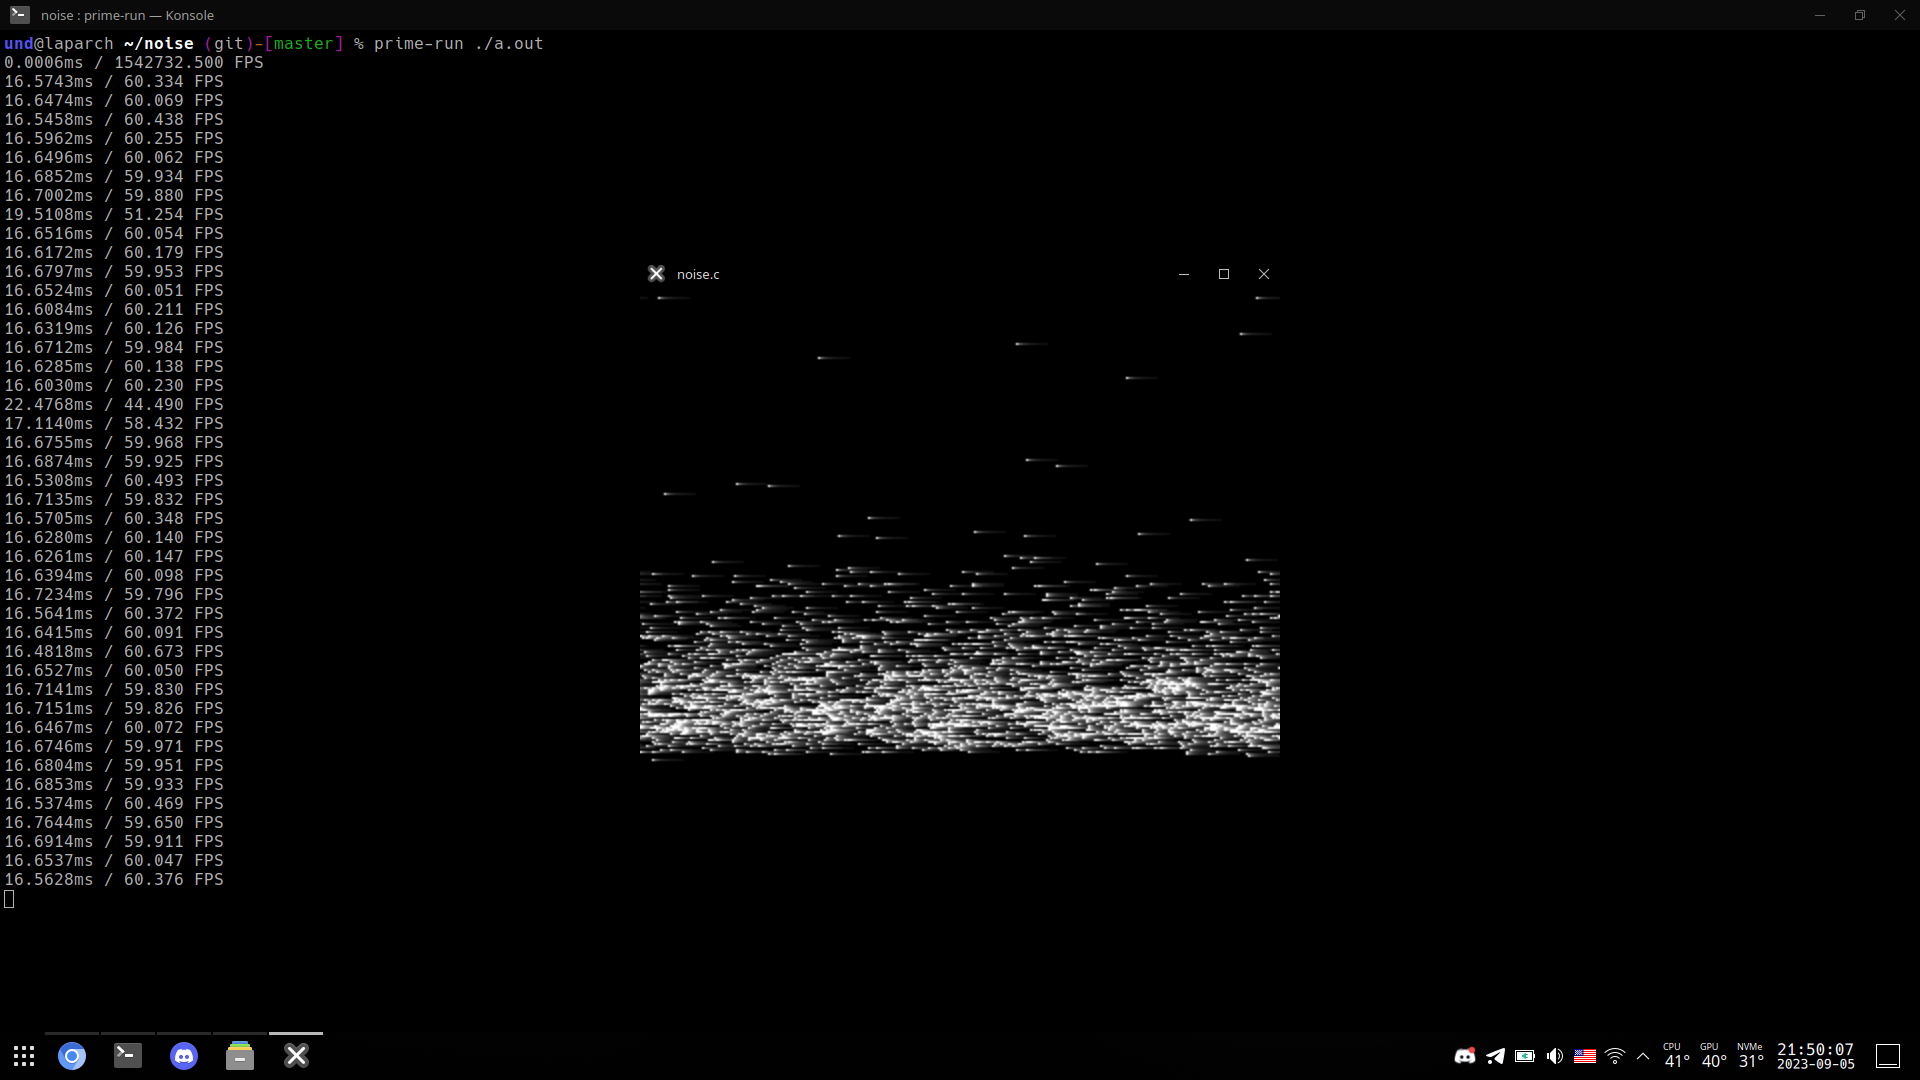 noise : prime-run — Konsole
und@laparch ~/noise (git)-[master] % prime-run ./a.out
0.0006ms / 1542732.500 FPS
16.5743ms / 60.334 FPS
16.6474ms / 60.069 FPS
16.5458ms / 60.438 FPS
16.5962ms / 60.255 FPS
16.6496ms / 60.062 FPS
16.6852ms / 59.934 FPS
16.7002ms / 59.880 FPS
19.5108ms / 51.254 FPS
16.6516ms / 60.054 FPS
16.6172ms / 60.179 FPS
16.6797ms / 59.953 FPS
16.6524ms / 60.051 FPS
16.6084ms / 60.211 FPS
16.6319ms / 60.126 FPS
16.6712ms / 59.984 FPS
16.6285ms / 60.138 FPS
16.6030ms / 60.230 FPS
22.4768ms / 44.490 FPS
17.1140ms / 58.432 FPS
16.6755ms / 59.968 FPS
16.6874ms / 59.925 FPS
16.5308ms / 60.493 FPS
16.7135ms / 59.832 FPS
16.5705ms / 60.348 FPS
16.6280ms / 60.140 FPS
16.6261ms / 60.147 FPS
16.6394ms / 60.098 FPS
16.7234ms / 59.796 FPS
16.5641ms / 60.372 FPS
16.6415ms / 60.091 FPS
16.4818ms / 60.673 FPS
16.6527ms / 60.050 FPS
16.7141ms / 59.830 FPS
16.7151ms / 59.826 FPS
16.6467ms / 60.072 FPS
16.6746ms / 59.971 FPS
16.6804ms / 59.951 FPS
16.6853ms / 59.933 FPS
16.5374ms / 60.469 FPS
16.7644ms / 59.650 FPS
16.6914ms / 59.911 FPS
16.6537ms / 60.047 FPS
16.5628ms / 60.376 FPS
noise.c
CPU GPU NVMe
41° 40° 31°
21:50:07
2023-09-05